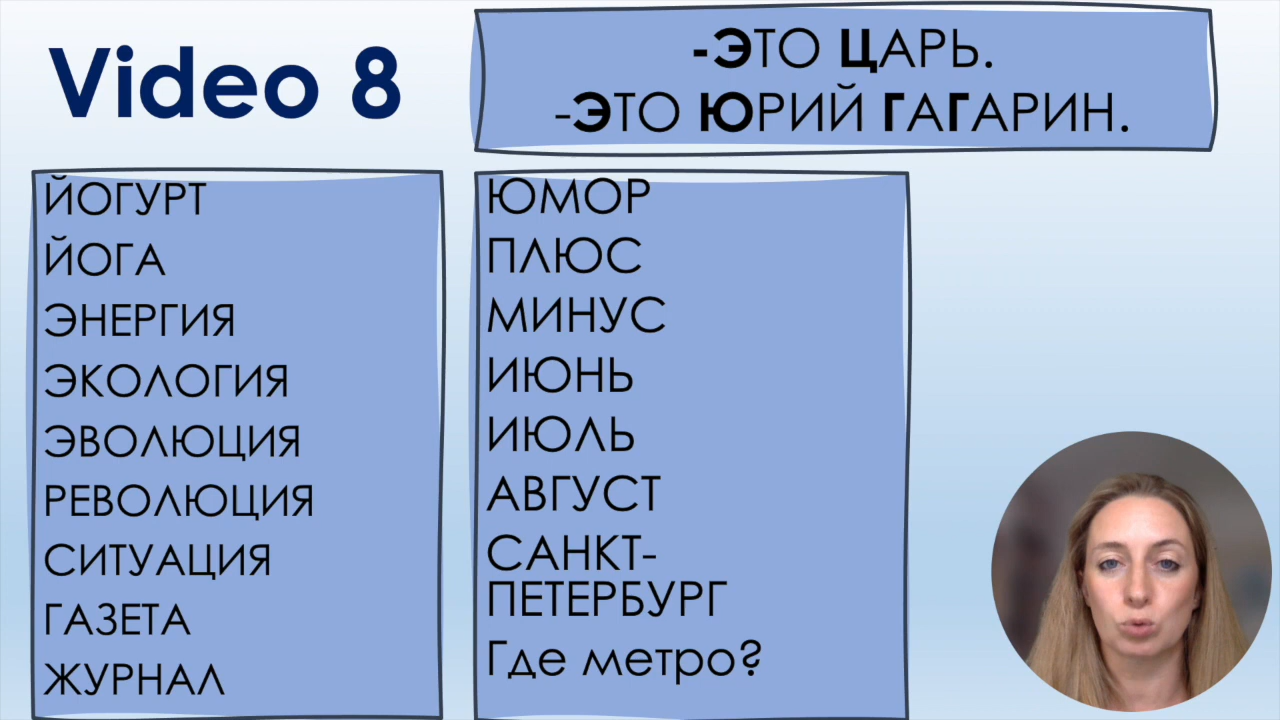 Video 8
-ЭТО ЦАРЬ.
-ЭТО ЮРИЙ ГАГАРИН.
ЙОГУРТ
ЙОГА
ЭНЕРГИЯ
ЭКОЛОГИЯ
ЭВОЛЮЦИЯ
РЕВОЛЮЦИЯ
СИТУАЦИЯ
ГАЗЕТА
ЖУРНАЛ
ЮМОР
ПЛЮС
МИНУС
ИЮНЬ
ИЮЛЬ
АВГУСТ
САНКТ-
ПЕТЕРБУРГ
Где метро?